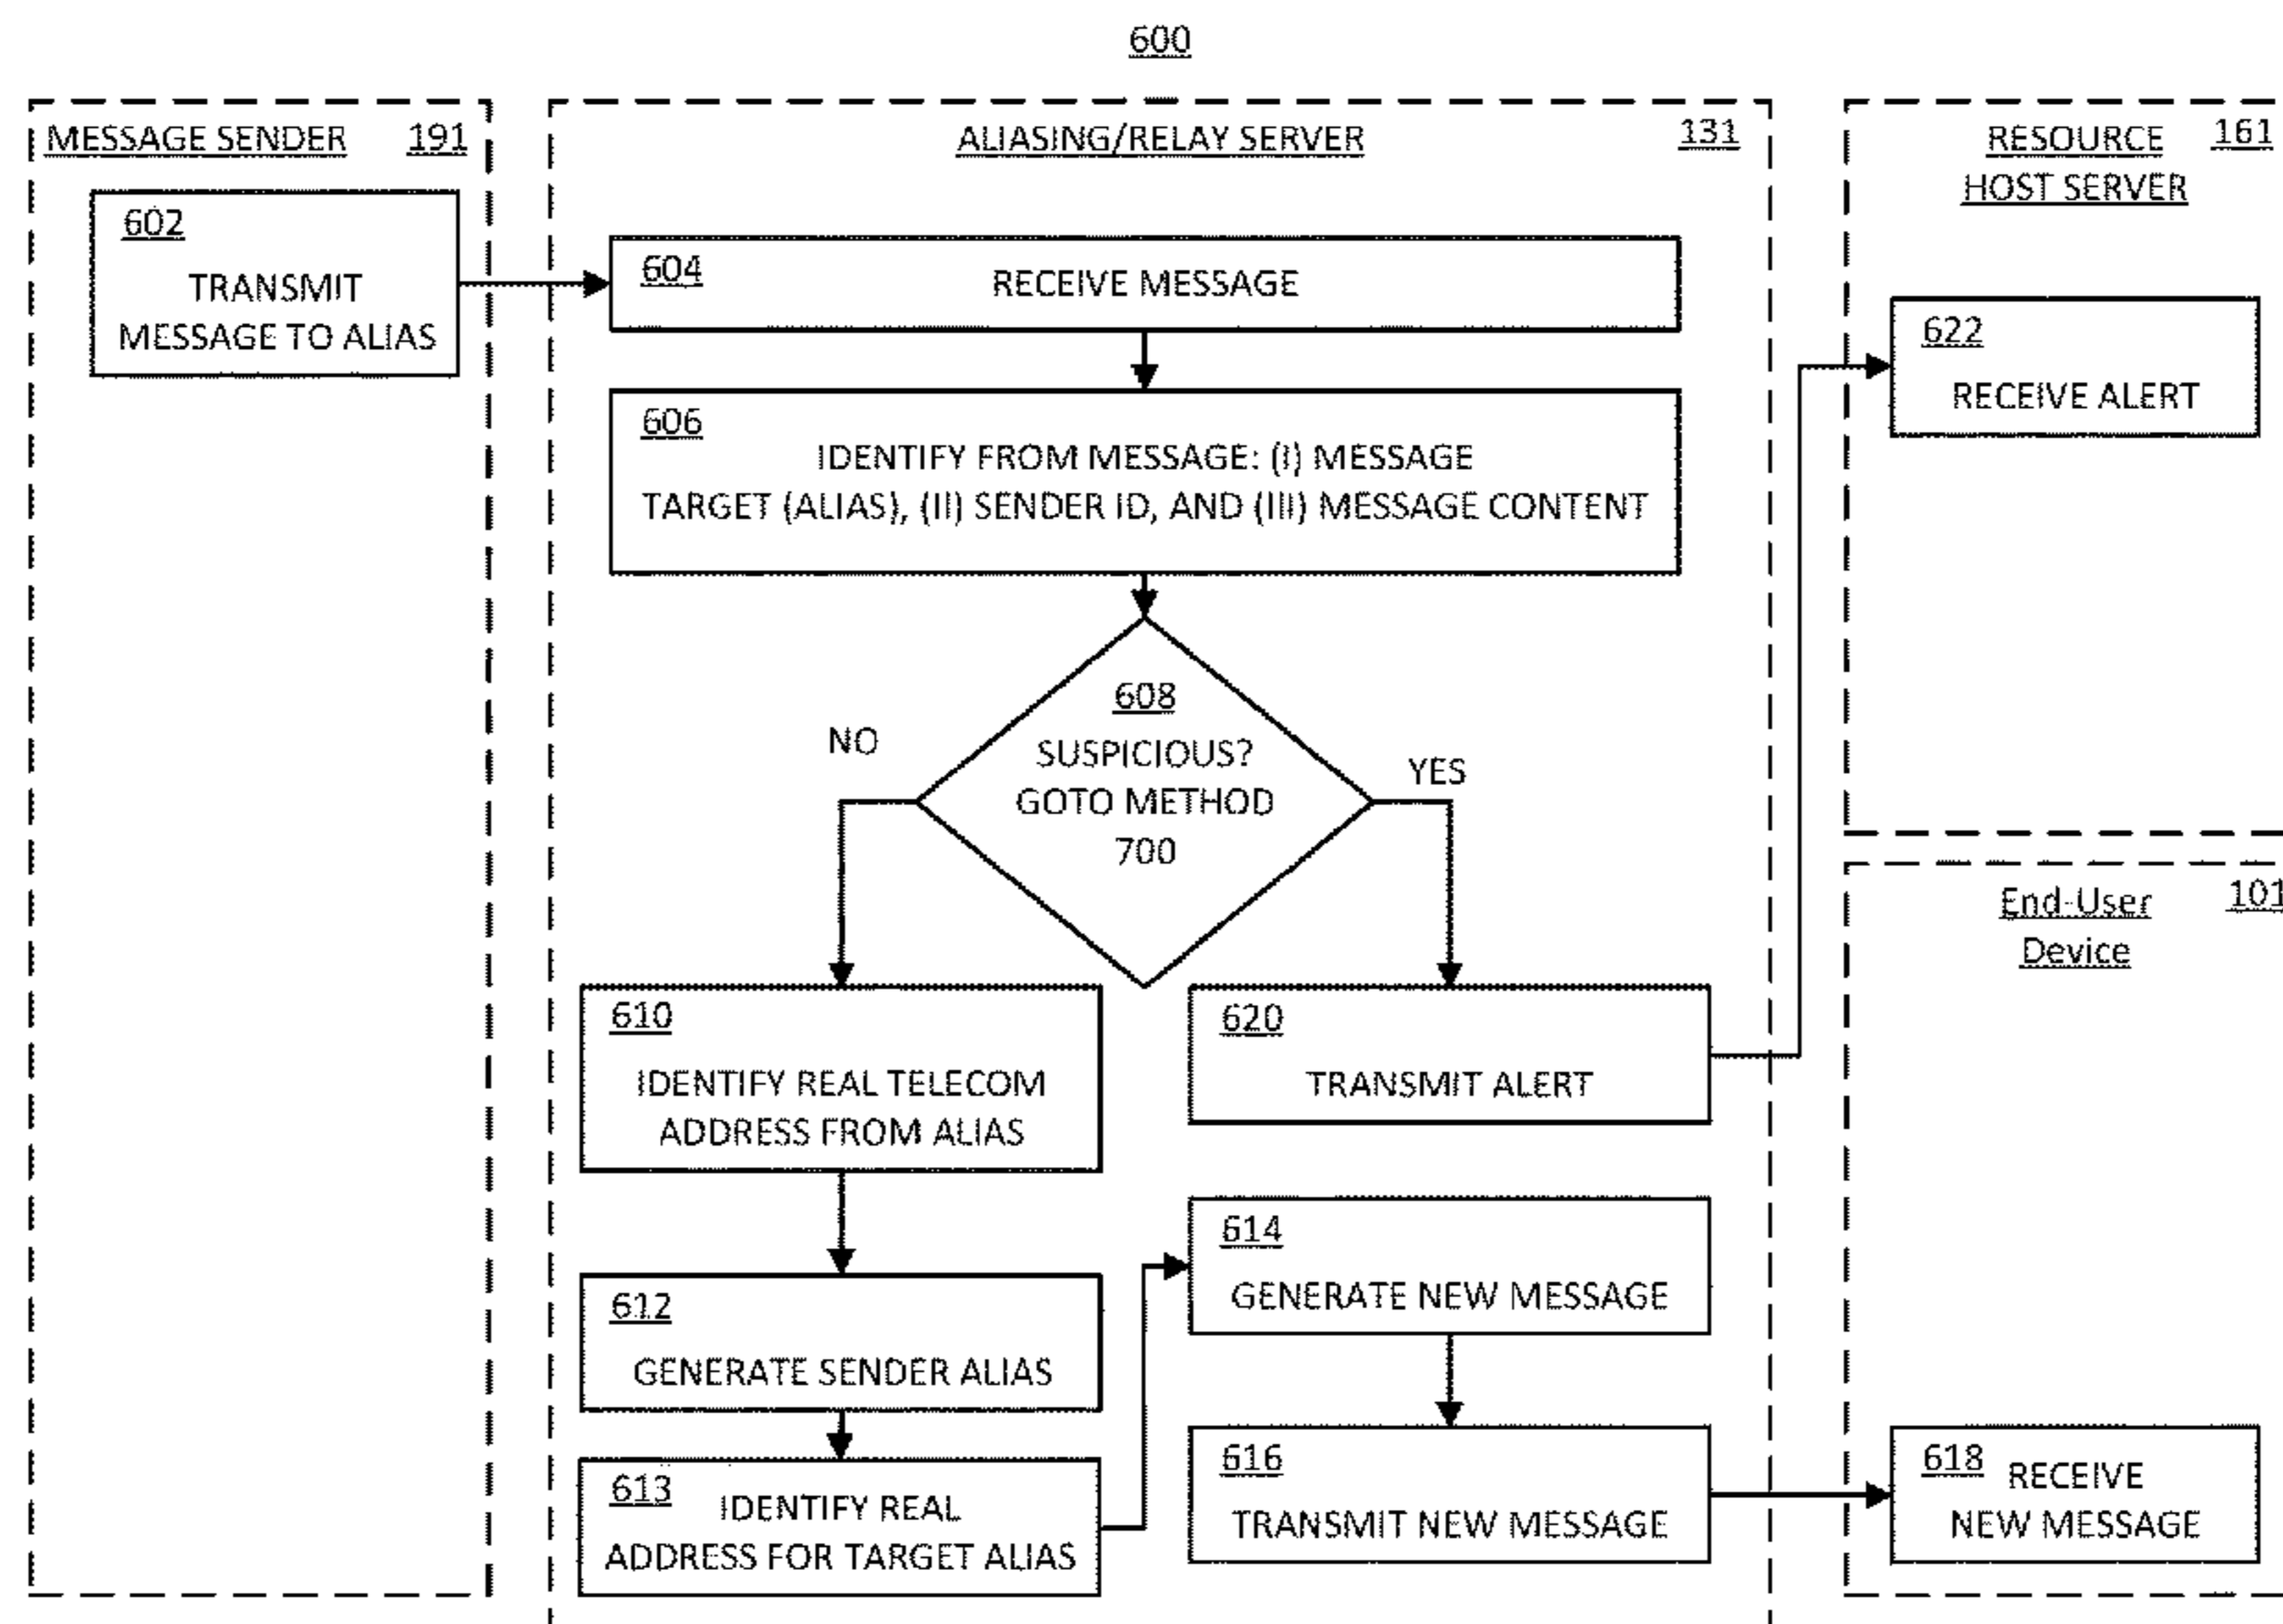 600
MESSAGE SENDER 191
602
TRANSMIT
MESSAGE TO ALIAS
ALIASING/RELAY SERVER 131
604 RECEIVE MESSAGE
606
IDENTIFY FROM MESSAGE: (I) MESSAGE
TARGET (ALIAS), (II) SENDER ID, AND (III) MESSAGE CONTENT
608
SUSPICIOUS?
GOTO METHOD
700
NO
YES
610
IDENTIFY REAL TELECOM
ADDRESS FROM ALIAS
620
TRANSMIT ALERT
612
GENERATE SENDER ALIAS
613 IDENTIFY REAL
ADDRESS FOR TARGET ALIAS
614
GENERATE NEW MESSAGE
616
TRANSMIT NEW MESSAGE
RESOURCE 161
HOST SERVER
622
RECEIVE ALERT
End-User 101
Device
618 RECEIVE
NEW MESSAGE